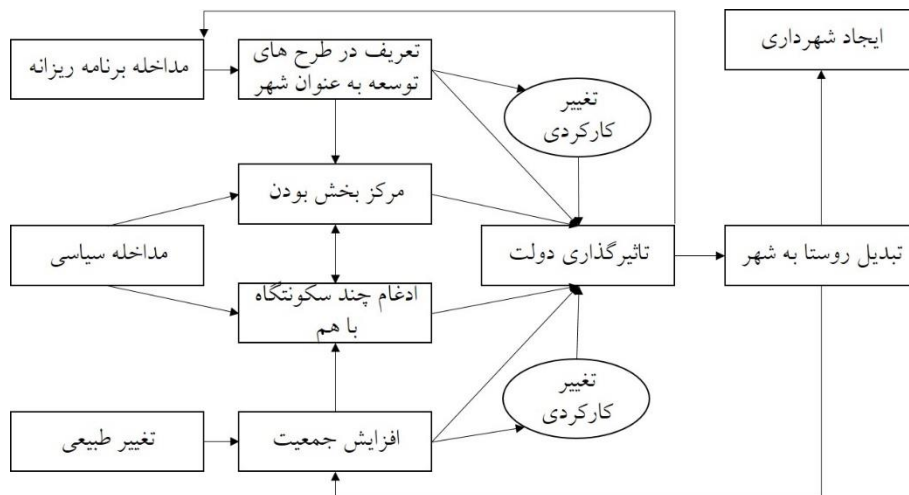 تعریف در طرح های
توسعه به عنوان شهر
مداخله برنامه ریزانه
ایجاد شهرداری
تغییر
کارکردی
مرکز بخش بودن
مداخله سیاسی
تاثیرگذاری دولت
تبدیل روستا به شهر
ادغام چند سکونتگاه
با هم
تغییر
کارکردی
افزایش جمعیت
تغییر طبیعی